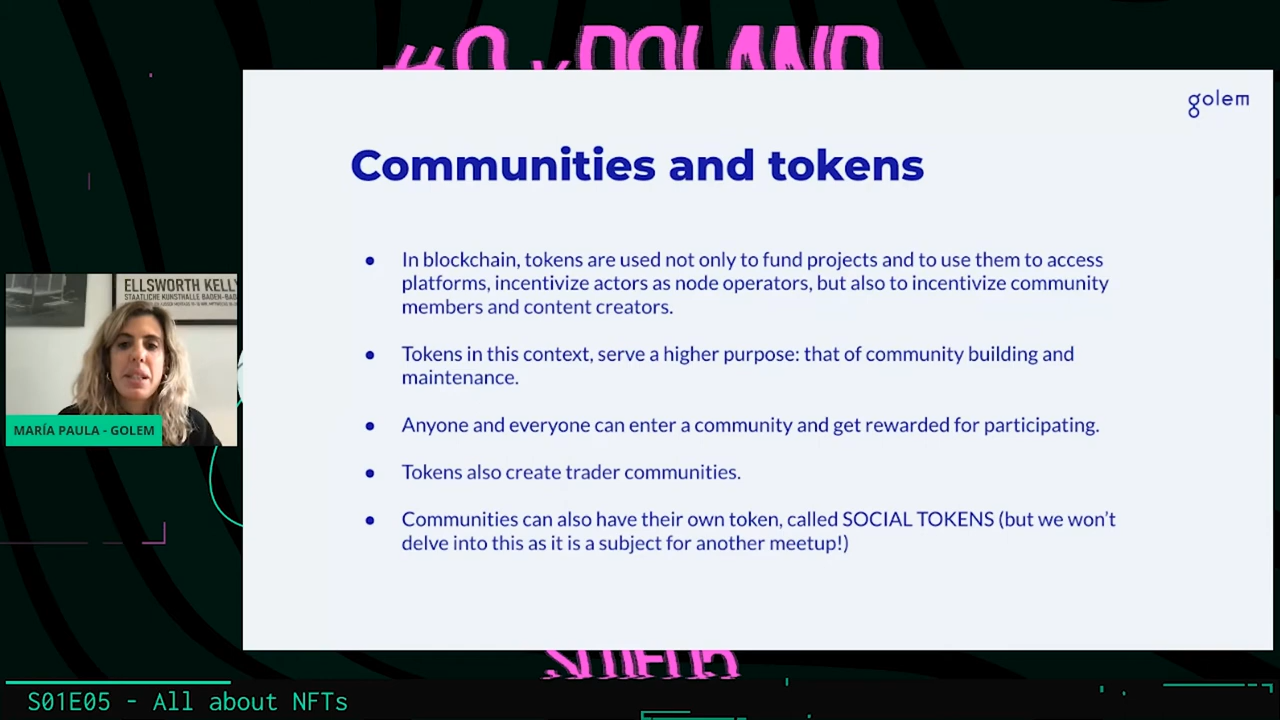 golem
Communities and tokens
● In blockchain, tokens are used not only to fund projects and to use them to access
platforms, incentivize actors as node operators, but also to incentivize community
members and content creators.
● Tokens in this context, serve a higher purpose: that of community building and
maintenance.
● Anyone and everyone can enter a community and get rewarded for participating.
● Tokens also create trader communities.
● Communities can also have their own token, called SOCIAL TOKENS (but we won't
delve into this as it is a subject for another meetup!)
ELLSWORTH KELLY
STAATLICHE KUNSTHALLE
MARÍA PAULA - GOLEM
S01E05
S01E05 - All about NFTs